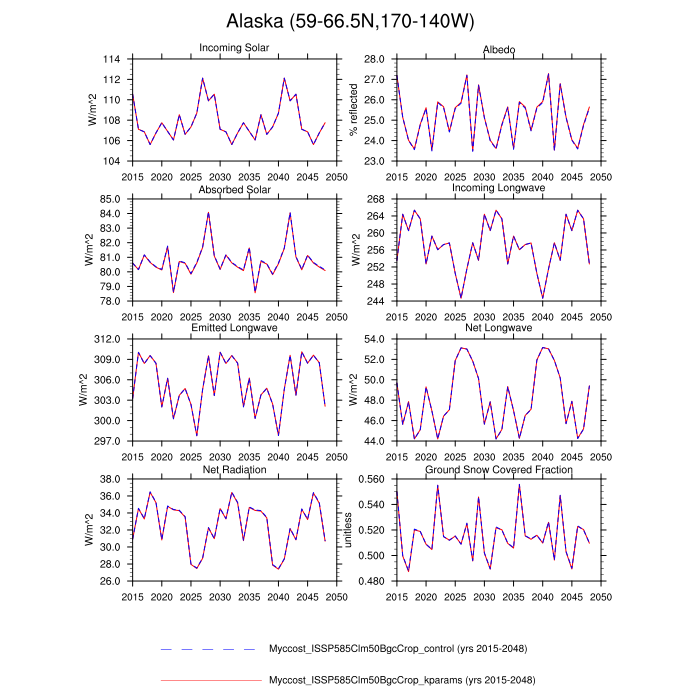 Alaska (59-66.5N,170-140W)
Incoming Solar
Albedo
114
112
110
108
106
104
W/m^2
2015 2020 2025 2030 2035 2040 2045 2050
28.0
27.0
26.0
25.0
24.0
23.0
% reflected
2015 2020 2025 2030 2035 2040 2045 2050
Absorbed Solar
Incoming Longwave
85.0
84.0
83.0
82.0
81.0
80.0
79.0
78.0
W/m^2
2015 2020 2025 2030 2035 2040 2045 2050
268
264
260
256
252
248
244
W/m^2
2015 2020 2025 2030 2035 2040 2045 2050
Emitted Longwave
Net Longwave
312.0
309.0
306.0
303.0
300.0
297.0
W/m^2
2015 2020 2025 2030 2035 2040 2045 2050
54.0
52.0
50.0
48.0
46.0
44.0
W/m^2
2015 2020 2025 2030 2035 2040 2045 2050
Net Radiation
Ground Snow Covered Fraction
38.0
36.0
34.0
32.0
30.0
28.0
26.0
W/m^2
2015 2020 2025 2030 2035 2040 2045 2050
0.560
0.540
0.520
0.500
0.480
unitless
2015 2020 2025 2030 2035 2040 2045 2050
Myccost_ISSP585Clm50BgcCrop_control (yrs 2015-2048)
Myccost_ISSP585Clm50BgcCrop_kparams (yrs 2015-2048)